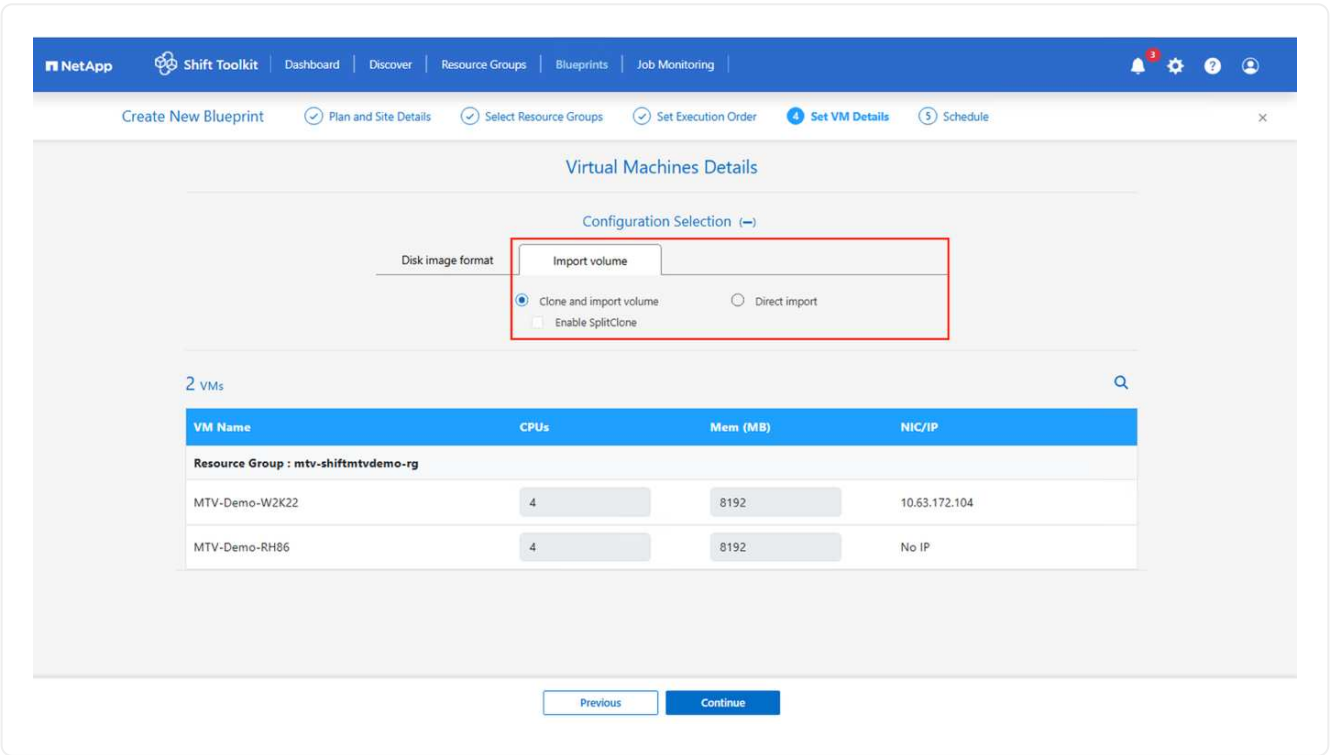 NetApp Shift Toolkit Dashboard Discover Resource Groups Blueprints Job Monitoring 3 ?
Create New Blueprint Plan and Site Details Select Resource Groups Set Execution Order 4 Set VM Details 5 Schedule ×
Virtual Machines Details
Configuration Selection (−)
Disk image format Import volume
Clone and import volume Direct import
Enable SplitClone
2 VMs
VM Name CPUs Mem (MB) NIC/IP
Resource Group : mtv-shiftmtvdemo-rg
MTV-Demo-W2K22 4 8192 10.63.172.104
MTV-Demo-RH86 4 8192 No IP
Previous Continue